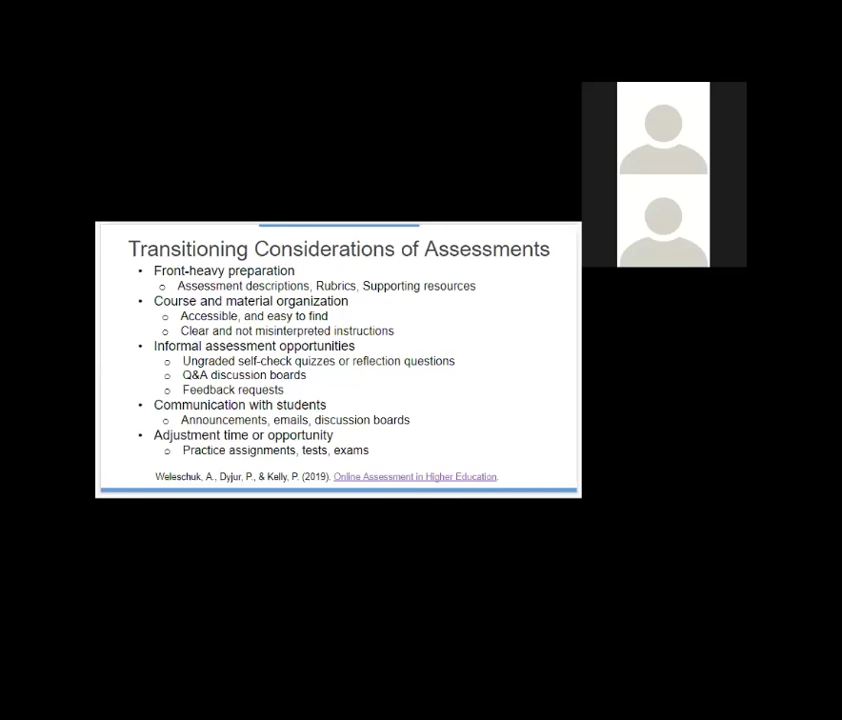 Transitioning Considerations of Assessments
• Front-heavy preparation
o Assessment descriptions, Rubrics, Supporting resources
• Course and material organization
o Accessible, and easy to find
o Clear and not misinterpreted instructions
• Informal assessment opportunities
o Ungraded self-check quizzes or reflection questions
o Q&A discussion boards
o Feedback requests
• Communication with students
o Announcements, emails, discussion boards
• Adjustment time or opportunity
o Practice assignments, tests, exams
Weleschuk, A., Dyjur, P., & Kelly, P. (2019). Online Assessment in Higher Education.